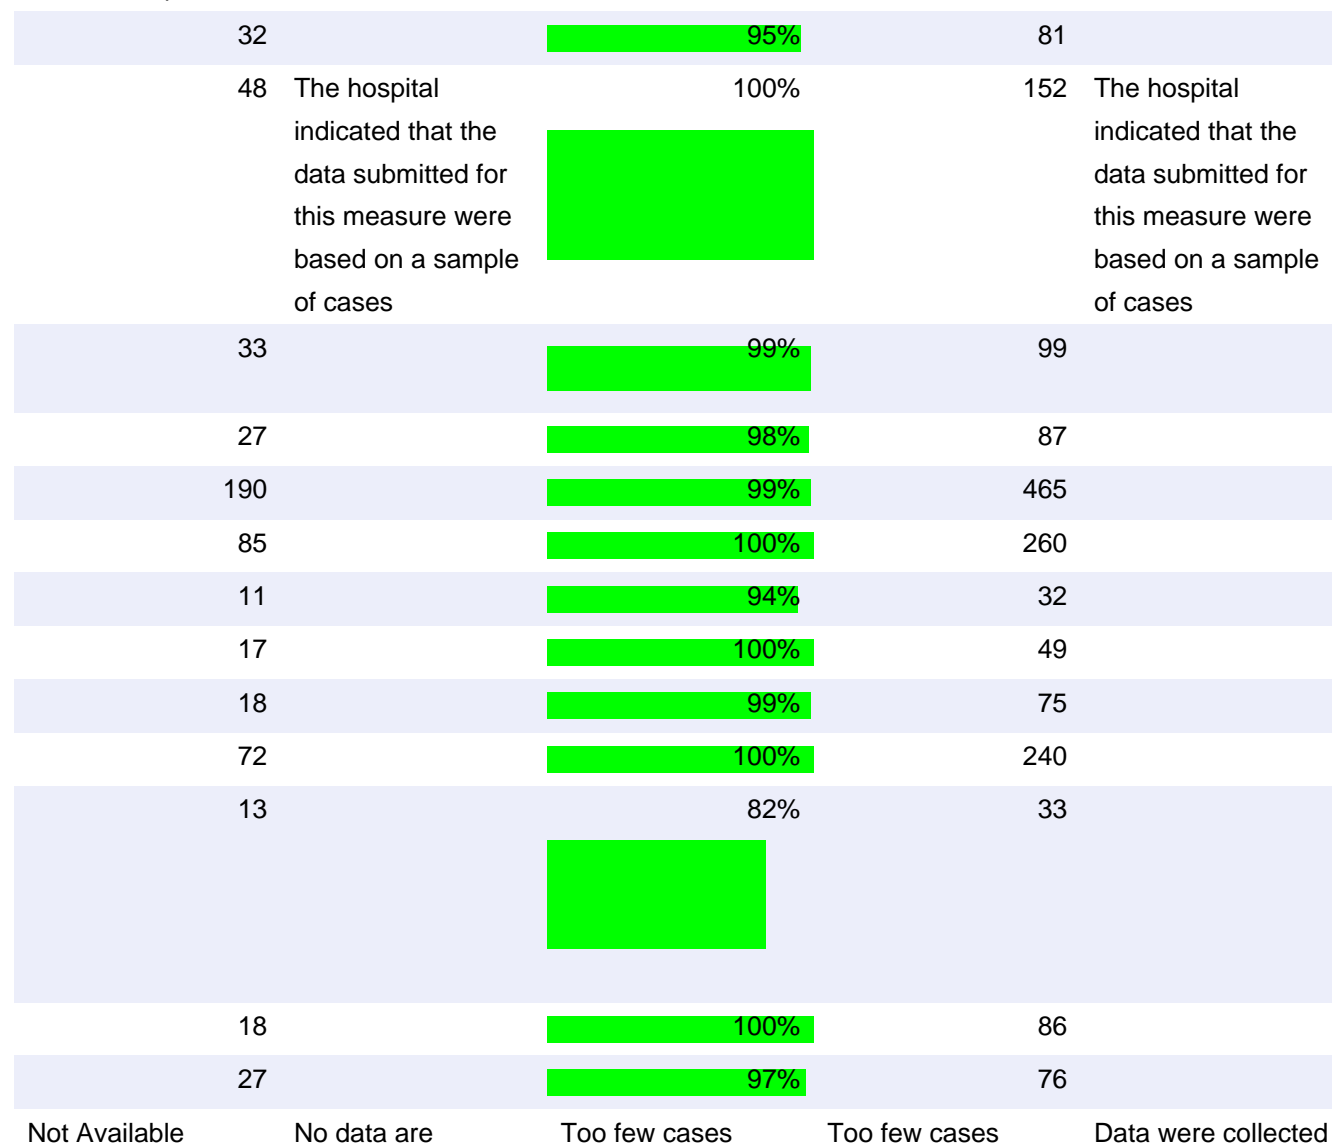 32 95% 81
48 The hospital 100% 152 The hospital
indicated that the indicated that the
data submitted for data submitted for
this measure were this measure were
based on a sample based on a sample
of cases of cases
33 99% 99
27 98% 87
190 99% 465
85 100% 260
11 94% 32
17 100% 49
18 99% 75
72 100% 240
13 82% 33
18 100% 86
27 97% 76
Not Available No data are Too few cases Too few cases Data were collected